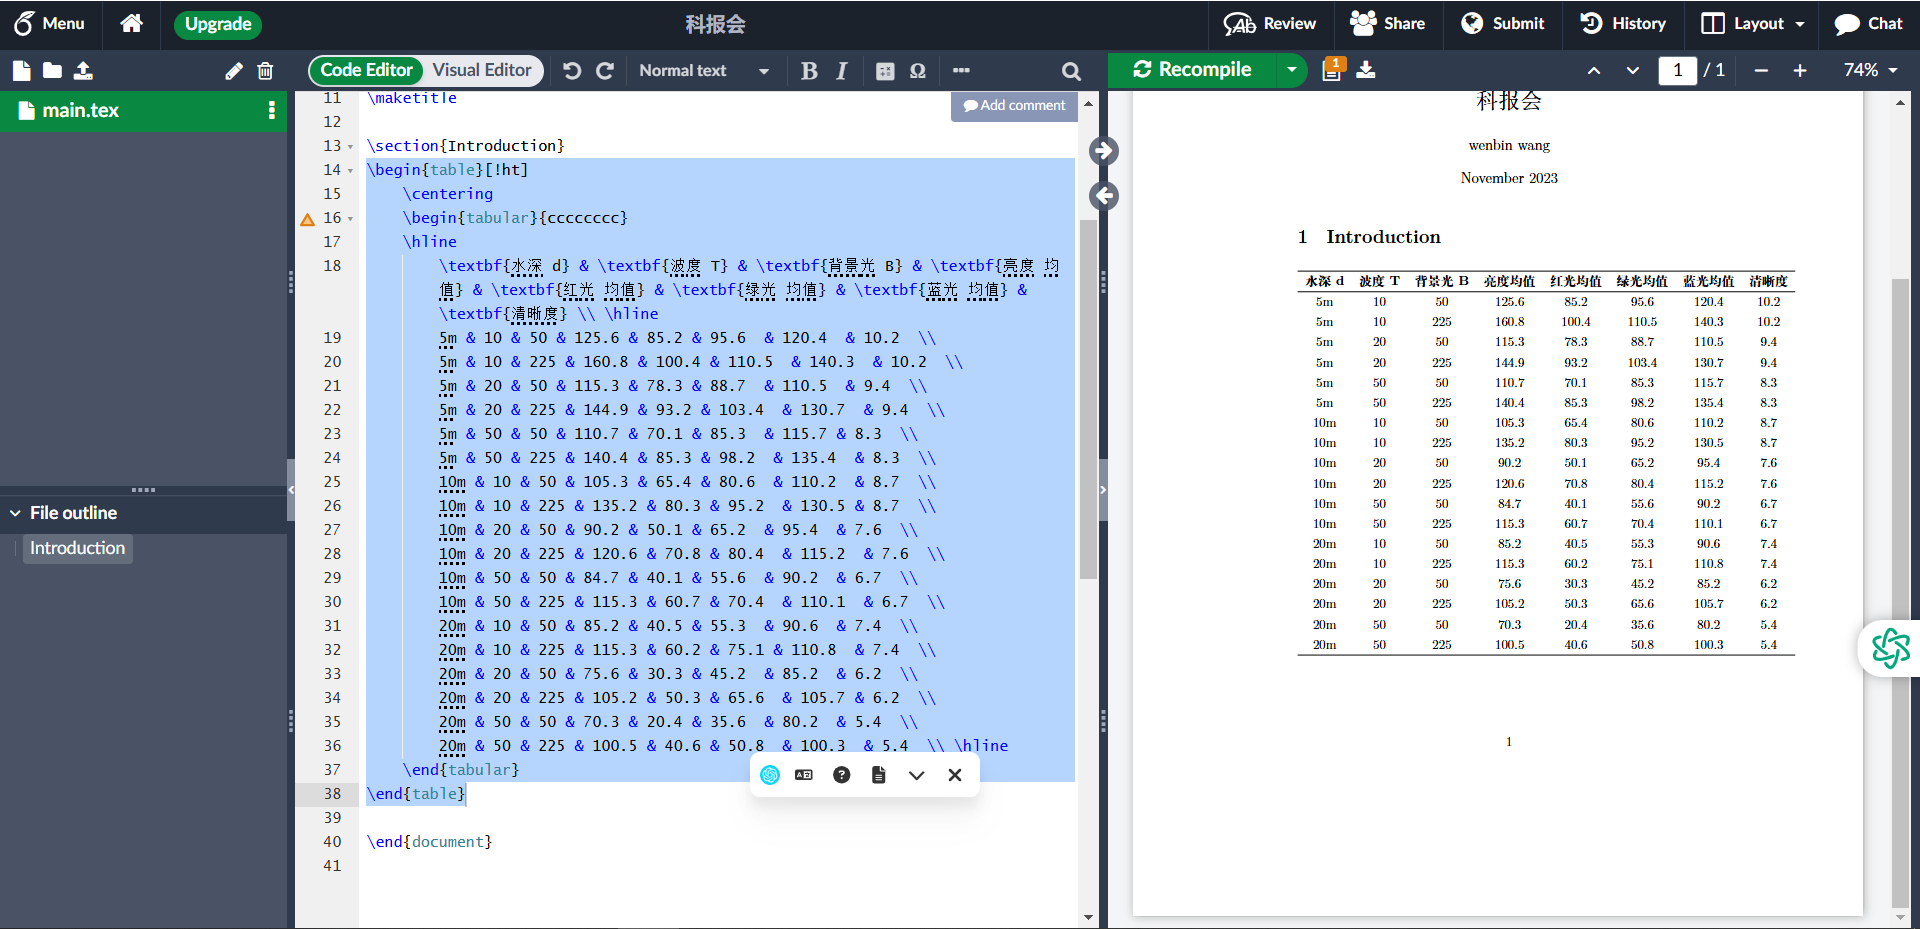 Menu
Upgrade
科报会
Review
Share
Submit
History
Layout
Chat
Code Editor
Visual Editor
Normal text
B I
Ω
Recompile
1
1 / 1
74%
main.tex
File outline
Introduction
Add comment
11 \maketitle
12
13 \section{Introduction}
14 \begin{table}[!ht]
15 \centering
16 \begin{tabular}{cccccccc}
17 \hline
18 \textbf{水深 d} & \textbf{波度 T} & \textbf{背景光 B} & \textbf{亮度 均
值} & \textbf{红光 均值} & \textbf{绿光 均值} & \textbf{蓝光 均值} &
\textbf{清晰度} \\ \hline
19 5m & 10 & 50 & 125.6 & 85.2 & 95.6 & 120.4 & 10.2 \\
20 5m & 10 & 225 & 160.8 & 100.4 & 110.5 & 140.3 & 10.2 \\
21 5m & 20 & 50 & 115.3 & 78.3 & 88.7 & 110.5 & 9.4 \\
22 5m & 20 & 225 & 144.9 & 93.2 & 103.4 & 130.7 & 9.4 \\
23 5m & 50 & 50 & 110.7 & 70.1 & 85.3 & 115.7 & 8.3 \\
24 5m & 50 & 225 & 140.4 & 85.3 & 98.2 & 135.4 & 8.3 \\
25 10m & 10 & 50 & 105.3 & 65.4 & 80.6 & 110.2 & 8.7 \\
26 10m & 10 & 225 & 135.2 & 80.3 & 95.2 & 130.5 & 8.7 \\
27 10m & 20 & 50 & 90.2 & 50.1 & 65.2 & 95.4 & 7.6 \\
28 10m & 20 & 225 & 120.6 & 70.8 & 80.4 & 115.2 & 7.6 \\
29 10m & 50 & 50 & 84.7 & 40.1 & 55.6 & 90.2 & 6.7 \\
30 10m & 50 & 225 & 115.3 & 60.7 & 70.4 & 110.1 & 6.7 \\
31 20m & 10 & 50 & 85.2 & 40.5 & 55.3 & 90.6 & 7.4 \\
32 20m & 10 & 225 & 115.3 & 60.2 & 75.1 & 110.8 & 7.4 \\
33 20m & 20 & 50 & 75.6 & 30.3 & 45.2 & 85.2 & 6.2 \\
34 20m & 20 & 225 & 105.2 & 50.3 & 65.6 & 105.7 & 6.2 \\
35 20m & 50 & 50 & 70.3 & 20.4 & 35.6 & 80.2 & 5.4 \\
36 20m & 50 & 225 & 100.5 & 40.6 & 50.8 & 100.3 & 5.4 \\ \hline
37 \end{tabular}
38 \end{table}
39
40 \end{document}
41
科报会
wenbin wang
November 2023
1 Introduction
水深 d 波度 T 背景光 B 亮度均值 红光均值 绿光均值 蓝光均值 清晰度
5m 10 50 125.6 85.2 95.6 120.4 10.2
5m 10 225 160.8 100.4 110.5 140.3 10.2
5m 20 50 115.3 78.3 88.7 110.5 9.4
5m 20 225 144.9 93.2 103.4 130.7 9.4
5m 50 50 110.7 70.1 85.3 115.7 8.3
5m 50 225 140.4 85.3 98.2 135.4 8.3
10m 10 50 105.3 65.4 80.6 110.2 8.7
10m 10 225 135.2 80.3 95.2 130.5 8.7
10m 20 50 90.2 50.1 65.2 95.4 7.6
10m 20 225 120.6 70.8 80.4 115.2 7.6
10m 50 50 84.7 40.1 55.6 90.2 6.7
10m 50 225 115.3 60.7 70.4 110.1 6.7
20m 10 50 85.2 40.5 55.3 90.6 7.4
20m 10 225 115.3 60.2 75.1 110.8 7.4
20m 20 50 75.6 30.3 45.2 85.2 6.2
20m 20 225 105.2 50.3 65.6 105.7 6.2
20m 50 50 70.3 20.4 35.6 80.2 5.4
20m 50 225 100.5 40.6 50.8 100.3 5.4
1